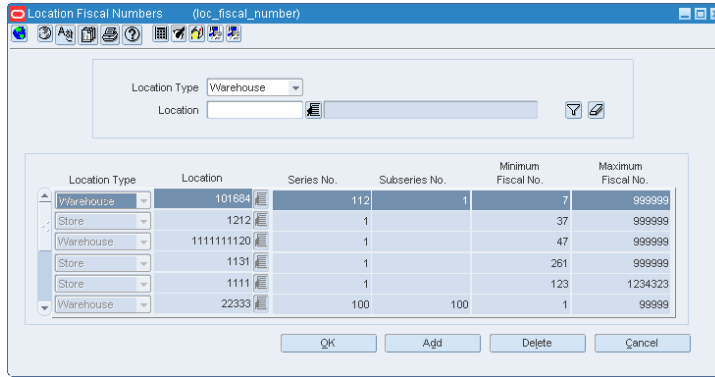 Location Fiscal Numbers (loc_fiscal_number)
Location Type Warehouse
Location
Location Type Location Series No. Subseries No. Minimum Fiscal No. Maximum Fiscal No.
Warehouse 101684 112 1 7 999999
Store 1212 1 37 999999
Warehouse 1111111120 1 47 999999
Store 1131 1 261 999999
Store 1111 1 123 1234323
Warehouse 22333 100 100 1 99999
OK Add Delete Cancel